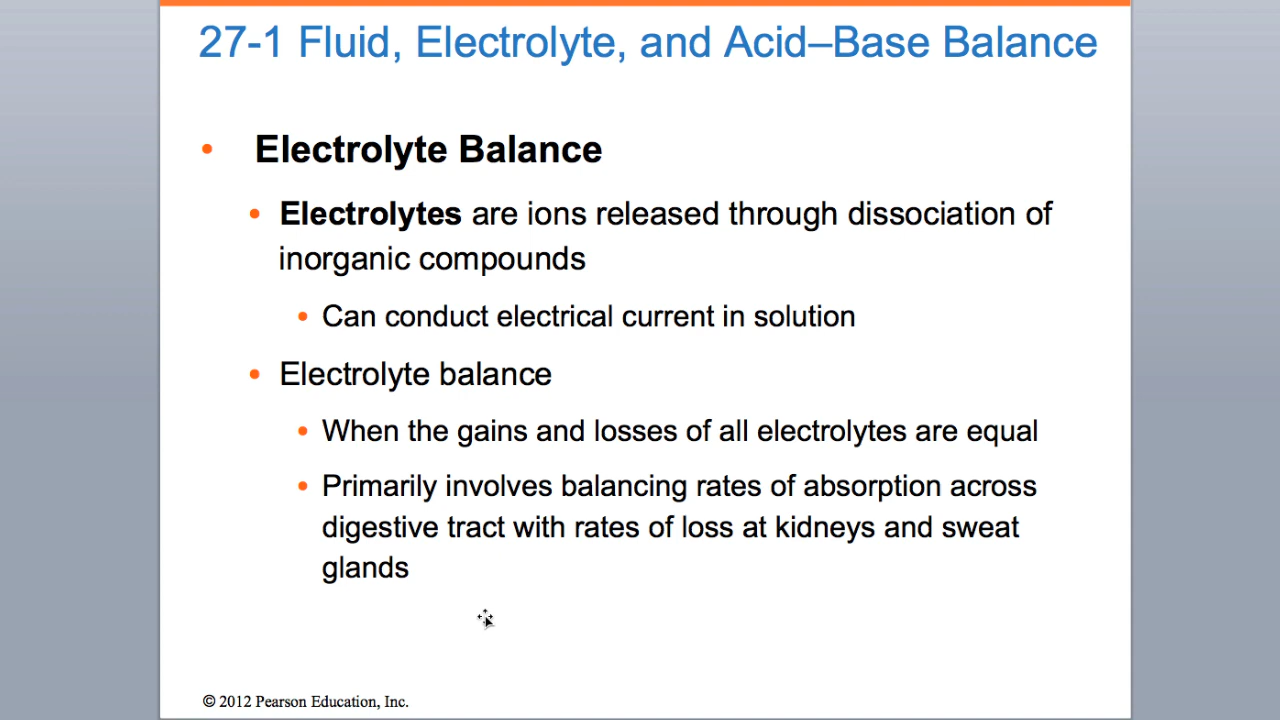 27-1 Fluid, Electrolyte, and Acid–Base Balance
• Electrolyte Balance
• Electrolytes are ions released through dissociation of
inorganic compounds
• Can conduct electrical current in solution
• Electrolyte balance
• When the gains and losses of all electrolytes are equal
• Primarily involves balancing rates of absorption across
digestive tract with rates of loss at kidneys and sweat
glands
© 2012 Pearson Education, Inc.